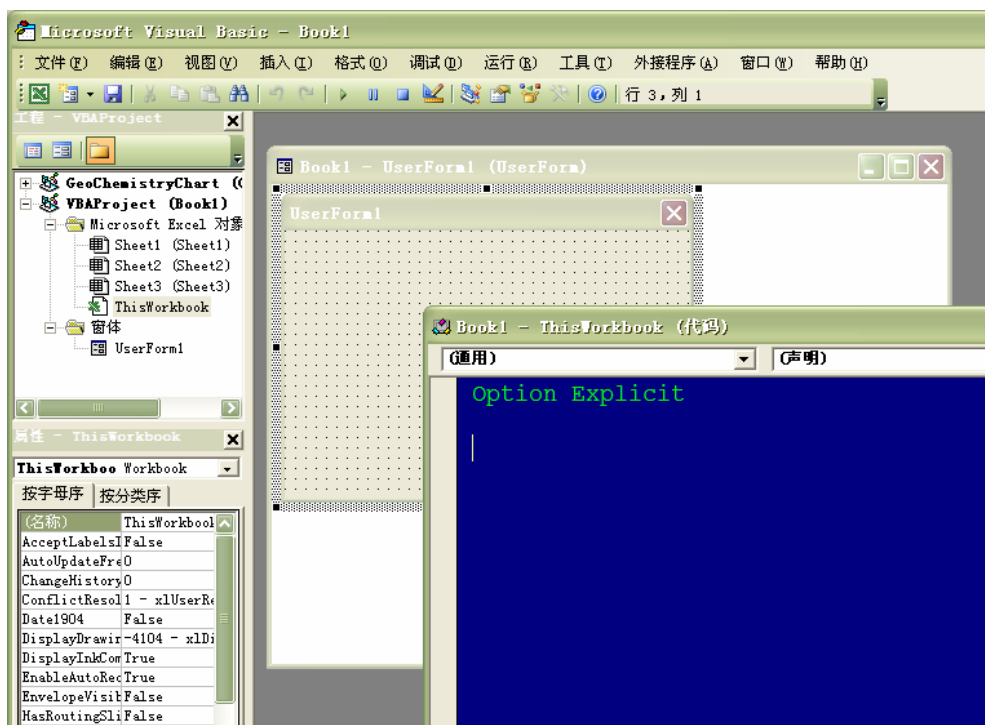 Microsoft Visual Basic - Book1
文件(F) 编辑(E) 视图(V) 插入(I) 格式(O) 调试(D) 运行(R) 工具(T) 外接程序(A) 窗口(W) 帮助(H)
行 3，列 1
工程 - VBAProject
GeoChemistryChart (
VBAProject (Book1)
Microsoft Excel 对象
Sheet1 (Sheet1)
Sheet2 (Sheet2)
Sheet3 (Sheet3)
ThisWorkbook
窗体
UserForm1
属性 - ThisWorkbook
ThisWorkboo Workbook
按字母序 按分类序
(名称) ThisWorkbook
AcceptLabelsI False
AutoUpdateFre 0
ChangeHistory 0
ConflictResol 1 - xlUserRe
Date1904 False
DisplayDrawin -4104 - xlDi
DisplayInkCom True
EnableAutoRec True
EnvelopeVisib False
HasRoutingSli False
Book1 - UserForm1 (UserForm)
UserForm1
Book1 - ThisWorkbook (代码)
(通用) (声明)
Option Explicit